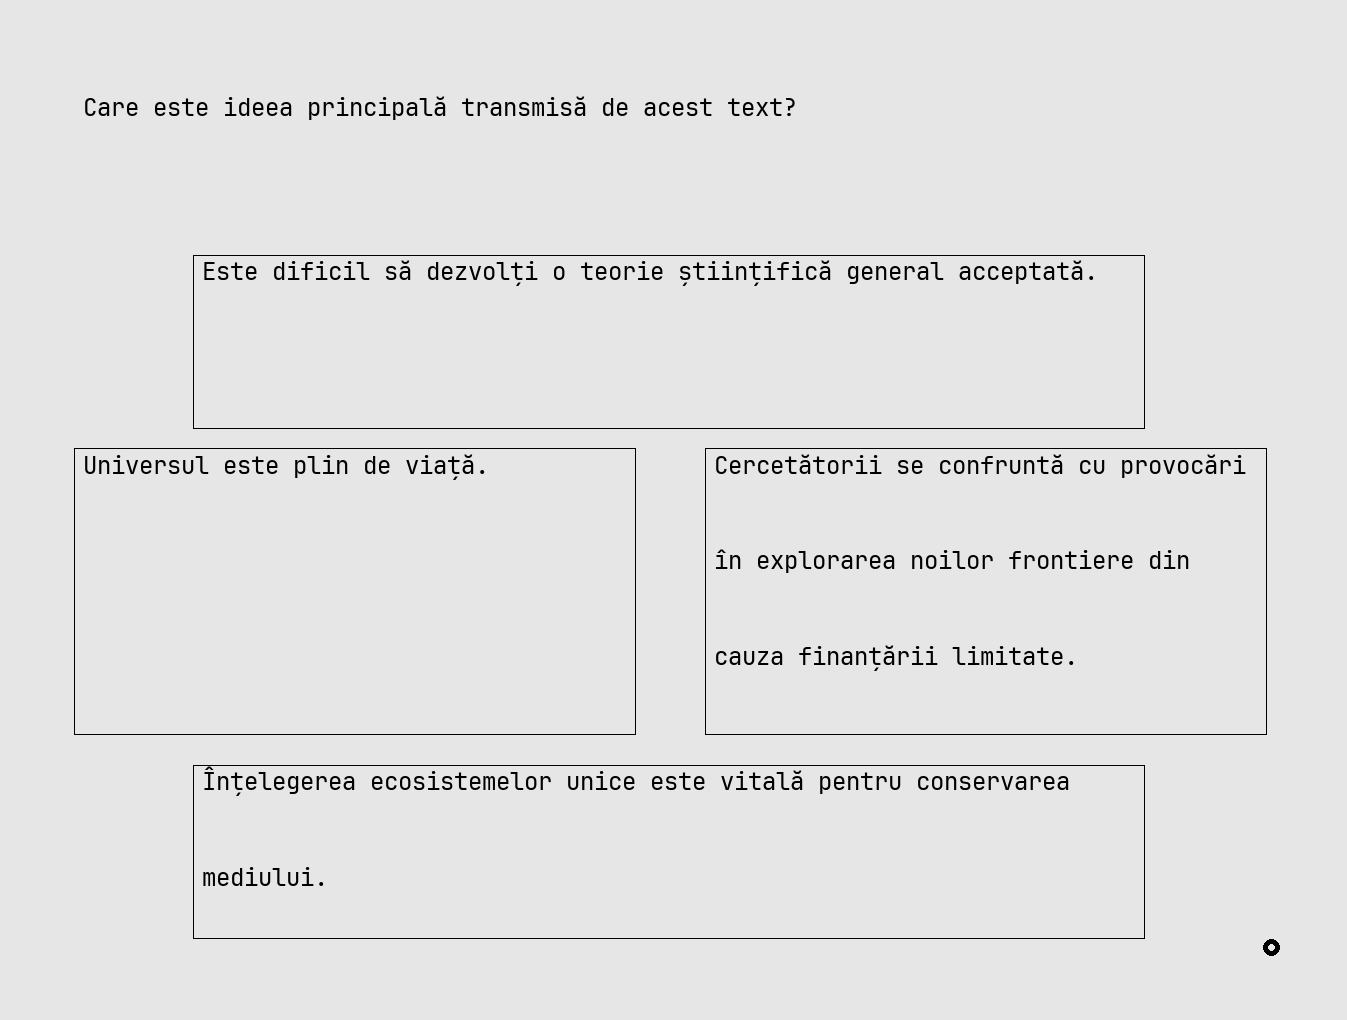 Care este ideea principală transmisă de acest text?
Este dificil să dezvolți o teorie științifică general acceptată.
Universul este plin de viață.
Cercetătorii se confruntă cu provocări
în explorarea noilor frontiere din
cauza finanțării limitate.
Înțelegerea ecosistemelor unice este vitală pentru conservarea
mediului.